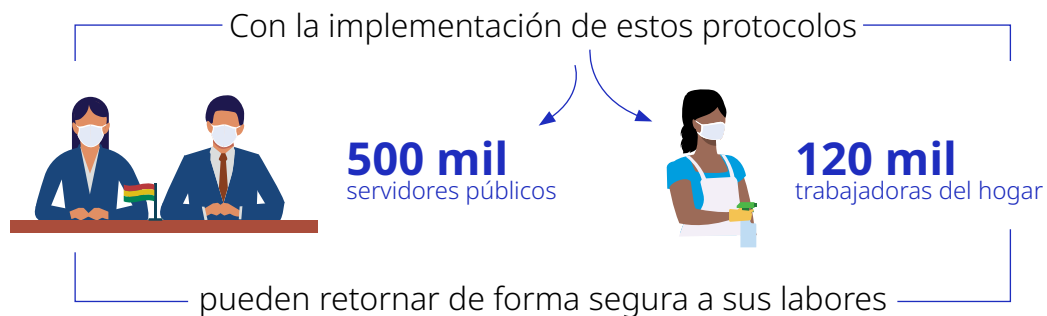 Con la implementación de estos protocolos
500 mil
servidores públicos
120 mil
trabajadoras del hogar
pueden retornar de forma segura a sus labores